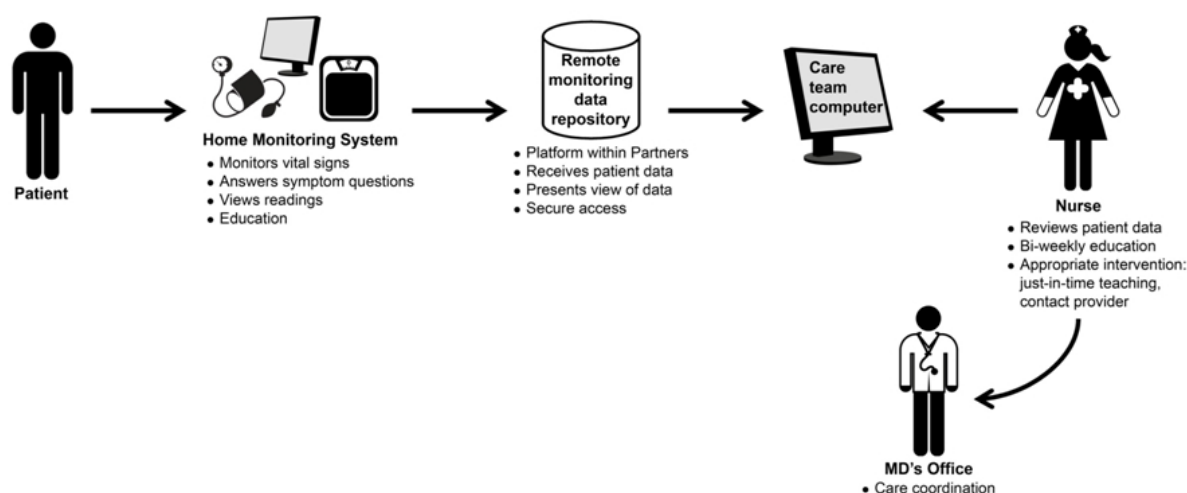 Patient
Home Monitoring System
• Monitors vital signs
• Answers symptom questions
• Views readings
• Education
Remote
monitoring
data
repository
• Platform within Partners
• Receives patient data
• Presents view of data
• Secure access
Care
team
computer
Nurse
• Reviews patient data
• Bi-weekly education
• Appropriate intervention:
just-in-time teaching,
contact provider
MD's Office
• Care coordination